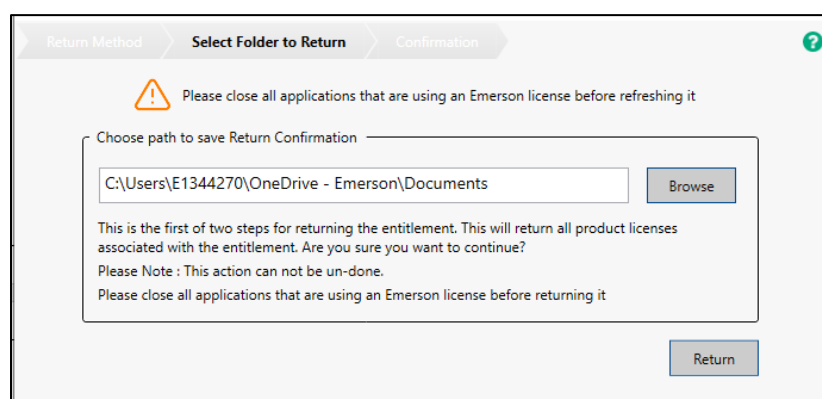 Return Method
Select Folder to Return
Confirmation
?
Please close all applications that are using an Emerson license before refreshing it
Choose path to save Return Confirmation
C:\Users\E1344270\OneDrive - Emerson\Documents
Browse
This is the first of two steps for returning the entitlement. This will return all product licenses
associated with the entitlement. Are you sure you want to continue?
Please Note : This action can not be un-done.
Please close all applications that are using an Emerson license before returning it
Return